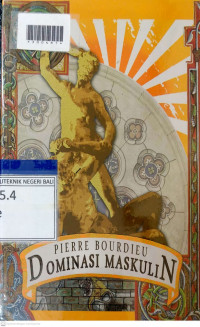 UTEKNIK NEGERI BALI
5.4
e
PIERRE BOURDIEU
DOMINASI MASKULIN